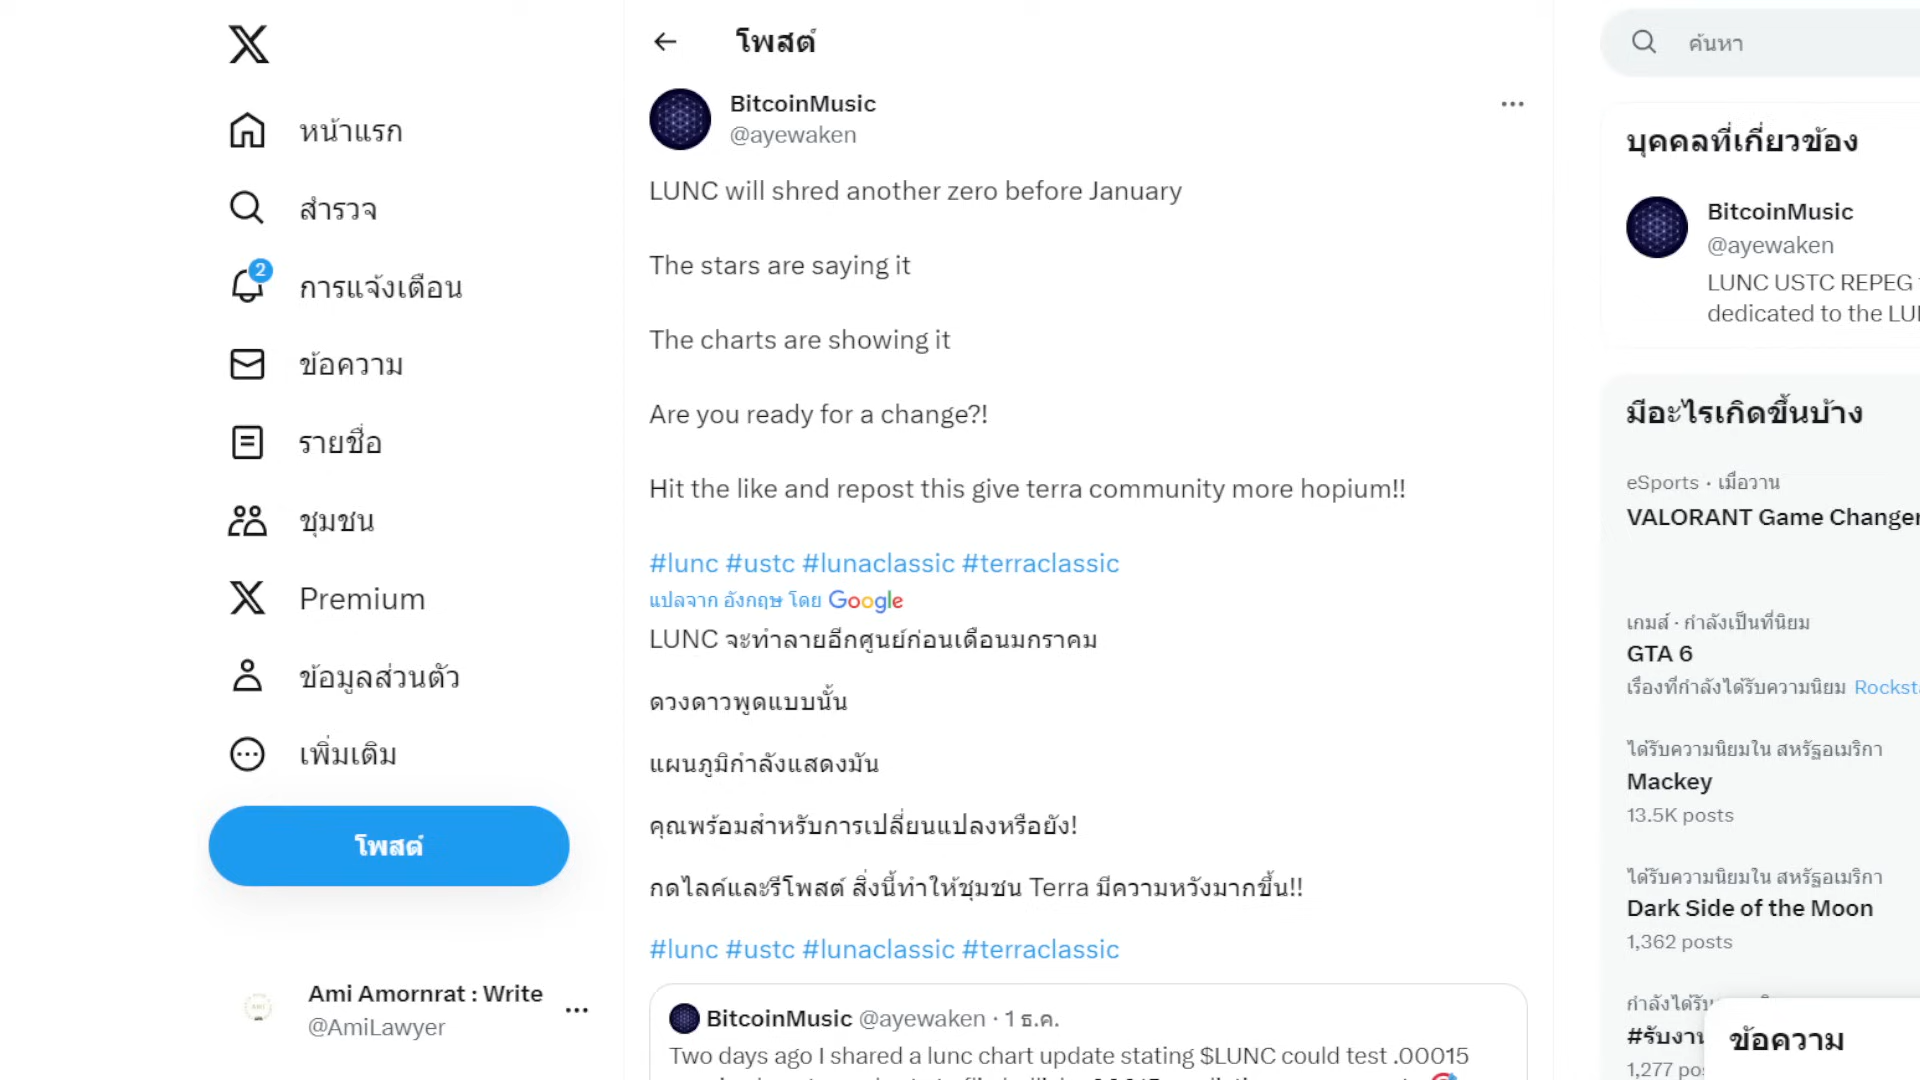 หน้าแรก
สำรวจ
2
การแจ้งเตือน
ข้อความ
รายชื่อ
ชุมชน
Premium
ข้อมูลส่วนตัว
เพิ่มเติม
โพสต์
Ami Amornrat : Write
@AmiLawyer
โพสต์
BitcoinMusic
@ayewaken
LUNC will shred another zero before January
The stars are saying it
The charts are showing it
Are you ready for a change?!
Hit the like and repost this give terra community more hopium!!
#lunc #ustc #lunaclassic #terraclassic
แปลจาก อังกฤษ โดย Google
LUNC จะทำลายอีกศูนย์ก่อนเดือนมกราคม
ดวงดาวพูดแบบนั้น
แผนภูมิกำลังแสดงมัน
คุณพร้อมสำหรับการเปลี่ยนแปลงหรือยัง!
กดไลค์และรีโพสต์ สิ่งนี้ทำให้ชุมชน Terra มีความหวังมากขึ้น!!
#lunc #ustc #lunaclassic #terraclassic
BitcoinMusic @ayewaken · 1 ธ.ค.
Two days ago I shared a lunc chart update stating $LUNC could test .00015
ค้นหา
บุคคลที่เกี่ยวข้อง
BitcoinMusic
@ayewaken
LUNC USTC REPEG
dedicated to the
มีอะไรเกิดขึ้นบ้าง
eSports · เมื่อวาน
VALORANT Game Changer
เกมส์ · กำลังเป็นที่นิยม
GTA 6
เรื่องที่กำลังได้รับความนิยม
ได้รับความนิยมใน สหรัฐอเมริกา
Mackey
13.5K posts
ได้รับความนิยมใน สหรัฐอเมริกา
Dark Side of the Moon
1,362 posts
ข้อความ